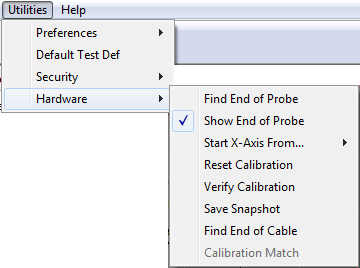 Utilities Help
Preferences
Default Test Def
Security
Hardware
Find End of Probe
Show End of Probe
Start X-Axis From...
Reset Calibration
Verify Calibration
Save Snapshot
Find End of Cable
Calibration Match